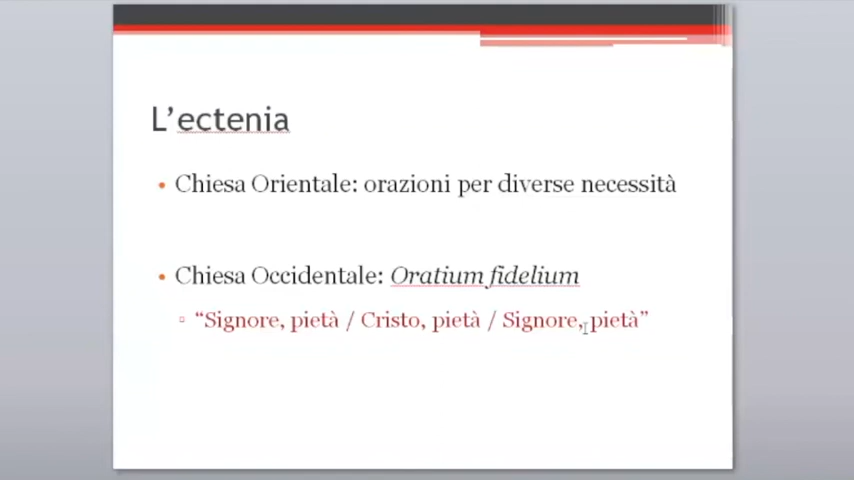 L’ectenia
• Chiesa Orientale: orazioni per diverse necessità
• Chiesa Occidentale: Oratium fidelium
▫ “Signore, pietà / Cristo, pietà / Signore, pietà”